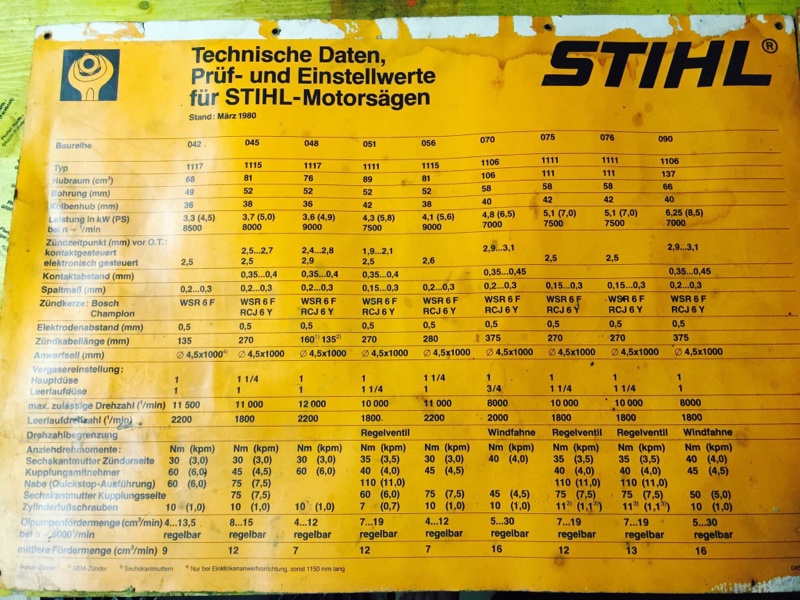 Technische Daten,
Prüf- und Einstellwerte
für STIHL-Motorsägen
Stand: März 1980
STIHL®
Baureihe 042 045 048 051 056 070 075 076 090
Typ 1117 1115 1117 1111 1115 1106 1111 1111 1106
Hubraum (cm³) 68 81 76 89 81 106 111 111 137
Bohrung (mm) 49 52 52 52 52 58 58 58 66
Kolbenhub (mm) 36 38 36 42 38 40 42 42 40
Leistung in kW (PS) 3,3 (4,5) 3,7 (5,0) 3,6 (4,9) 4,3 (5,8) 4,1 (5,6) 4,8 (6,5) 5,1 (7,0) 5,1 (7,0) 6,25 (8,5)
bei n = ¹/min 8500 8000 9000 7500 9000 7000 7500 7500 7000
Zündzeitpunkt (mm) vor O.T.:
kontaktgesteuert 2,5...2,7 2,4...2,8 1,9...2,1 2,9...3,1 2,9...3,1
elektronisch gesteuert 2,5 2,5 2,9 2,5 2,6 2,5 2,5
Kontaktabstand (mm) 0,35...0,4 0,35...0,4 0,35...0,4 0,35...0,45 0,35...0,45
Spaltmaß (mm) 0,2...0,3 0,2...0,3 0,2...0,3 0,2...0,3 0,2...0,3 0,2...0,3 0,15...0,3 0,15...0,3 0,2...0,3
Zündkerze: Bosch WSR 6 F WSR 6 F WSR 6 F WSR 6 F WSR 6 F WSR 6 F WSR 6 F WSR 6 F WSR 6 F
Champion RCJ 6 Y RCJ 6 Y RCJ 6 Y RCJ 6 Y RCJ 6 Y RCJ 6 Y RCJ 6 Y RCJ 6 Y
Elektrodenabstand (mm) 0,5 0,5 0,5 0,5 0,5 0,5 0,5 0,5 0,5
Zündkabellänge (mm) 135 270 160¹⁾ 135²⁾ 270 280 375 270 270 375
Anwerfseil (mm) ∅ 4,5x1000⁴⁾ ∅ 4,5x1000 ∅ 4,5x1000 ∅ 4,5x1000 ∅ 4,5x1000 ∅ 4,5x1000 ∅ 4,5x1000 ∅ 4,5x1000 ∅ 4,5x1000
Vergasereinstellung:
Hauptdüse 1 1 1/4 1 1 1 1 1 1 1
Leerlaufdüse 1 1 1 1 1/4 1 3/4 1 1/4 1 1/4 1
max. zulässige Drehzahl (¹/min) 11 500 11 000 12 000 10 000 11 000 8000 10 000 10 000 8000
Leerlaufdrehzahl (¹/min) 2200 1800 2200 1800 2200 2000 1800 1800 1800
Drehzahlbegrenzung Regelventil Windfahne Regelventil Regelventil Windfahne
Anziehdrehmomente: Nm (kpm) Nm (kpm) Nm (kpm) Nm (kpm) Nm (kpm) Nm (kpm) Nm (kpm) Nm (kpm) Nm (kpm)
Sechskantmutter Zünderseite 30 (3,0) 30 (3,0) 30 (3,0) 35 (3,5) 30 (3,0) 40 (4,0) 35 (3,5) 35 (3,5) 40 (4,0)
Kupplungsmitnehmer 60 (6,0) 45 (4,5) 60 (6,0) 40 (4,0) 45 (4,5) 40 (4,0) 40 (4,0) 45 (4,5)
Nabe (Quickstop-Ausführung) 60 (6,0) 75 (7,5) 110 (11,0) 110 (11,0) 110 (11,0)
Sechskantmutter Kupplungsseite 75 (7,5) 60 (6,0) 75 (7,5) 45 (4,5) 75 (7,5) 75 (7,5) 50 (5,0)
Zylinderfußschrauben 10 (1,0) 10 (1,0) 10 (1,0) 7 (0,7) 10 (1,0) 10 (1,0) 11³⁾ (1,1³⁾) 11³⁾ (1,1³⁾) 10 (1,0)
Ölpumpenfördermenge (cm³/min) 4...13,5 8...15 4...12 7...19 4...12 5...30 7...19 7...19 5...30
bei n = 6000¹/min regelbar regelbar regelbar regelbar regelbar regelbar regelbar regelbar regelbar
mittlere Fördermenge (cm³/min) 9 12 7 12 7 16 12 13 16
²⁾ SEM-Zünder ³⁾ Sechskantmuttern ⁴⁾ Nur bei Einklinkenanwerfvorrichtung, sonst 1150 mm lang